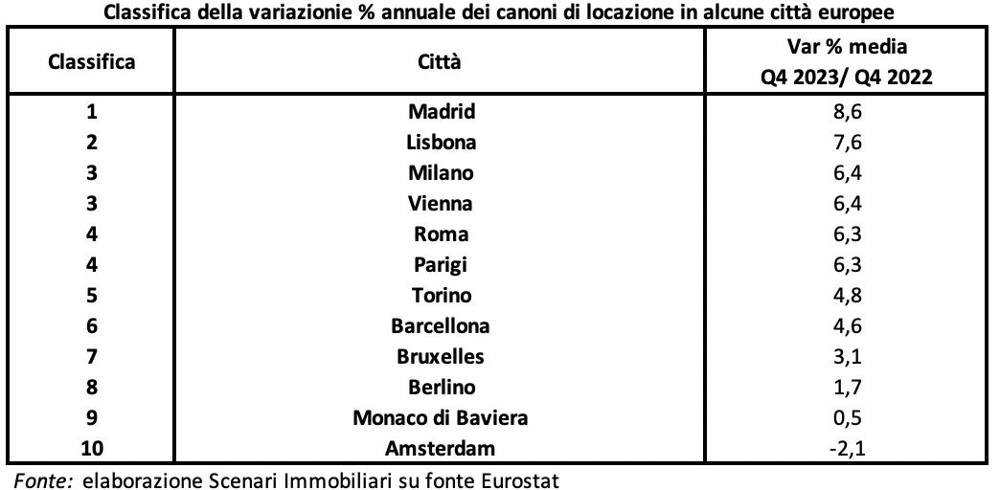 Classifica della variazionie % annuale dei canoni di locazione in alcune città europee
Classifica Città Var % media
Q4 2023/ Q4 2022
1 Madrid 8,6
2 Lisbona 7,6
3 Milano 6,4
3 Vienna 6,4
4 Roma 6,3
4 Parigi 6,3
5 Torino 4,8
6 Barcellona 4,6
7 Bruxelles 3,1
8 Berlino 1,7
9 Monaco di Baviera 0,5
10 Amsterdam -2,1
Fonte: elaborazione Scenari Immobiliari su fonte Eurostat